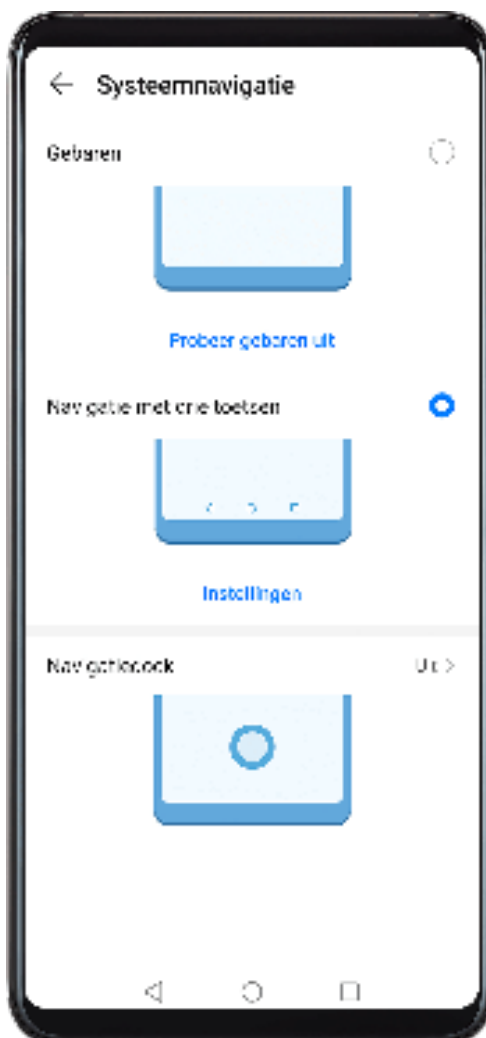 Systeemnavigatie
Gebaren
Probeer gebaren uit
Navigatie met drie toetsen
Instellingen
Navigatiedock
Uit